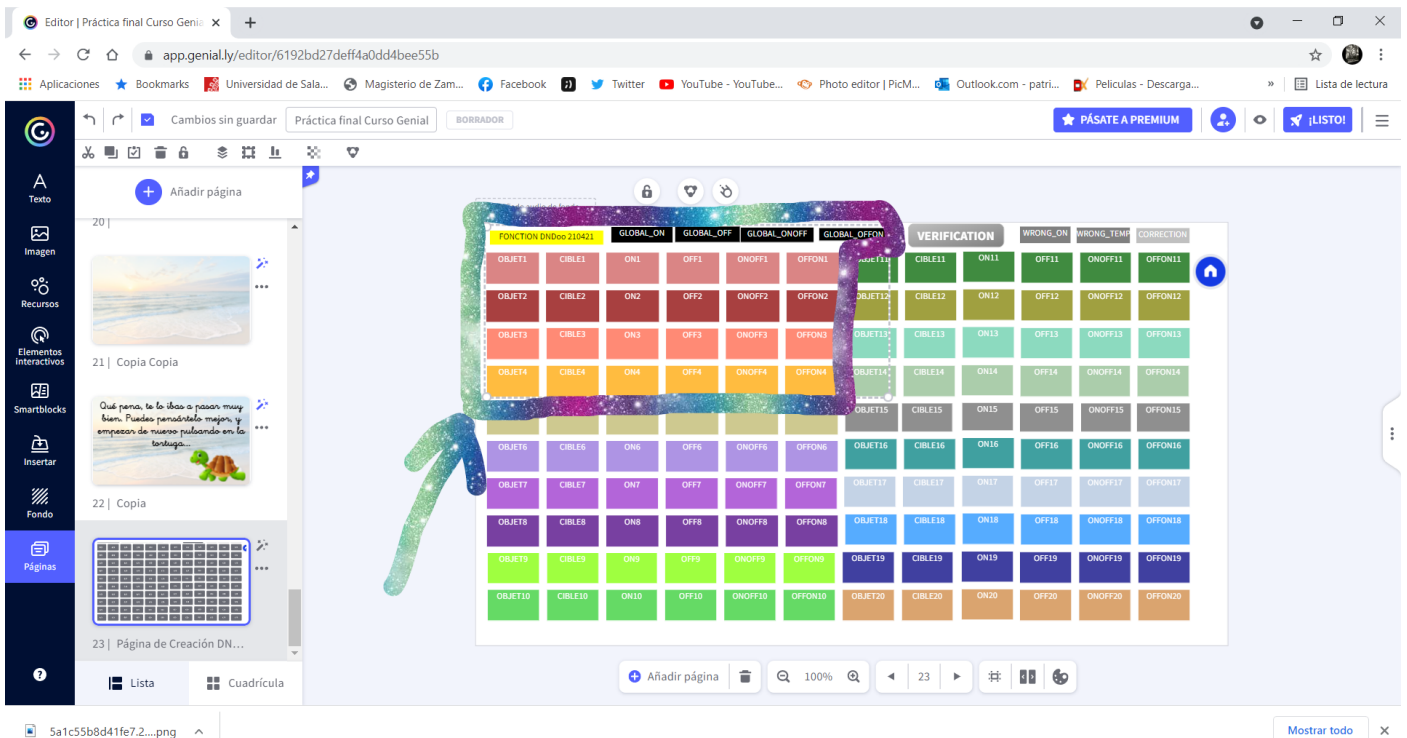 Editor | Práctica final Curso Genia
app.genial.ly/editor/6192bd27deff4a0dd4bee55b
Aplicaciones Bookmarks Universidad de Sala... Magisterio de Zam... Facebook Twitter YouTube - YouTube... Photo editor | PicM... Outlook.com - patri... Peliculas - Descarga... » Lista de lectura
Cambios sin guardar Práctica final Curso Genial BORRADOR PÁSATE A PREMIUM ¡LISTO!
Texto
Imagen
Recursos
Elementos
interactivos
Smartblocks
Insertar
Fondo
Páginas
Añadir página
20 |
21 | Copia Copia
Qué pena, te lo ibas a pasar muy
bien. Puedes pensártelo mejor, y
empezar de nuevo pulsando en la
tortuga...
22 | Copia
23 | Página de Creación DN...
Lista Cuadrícula
FONCTION DNDoo 210421 GLOBAL_ON GLOBAL_OFF GLOBAL_ONOFF GLOBAL_OFFON VERIFICATION WRONG_ON WRONG_TEMP CORRECTION
OBJET1 CIBLE1 ON1 OFF1 ONOFF1 OFFON1 OBJET11 CIBLE11 ON11 OFF11 ONOFF11 OFFON11
OBJET2 CIBLE2 ON2 OFF2 ONOFF2 OFFON2 OBJET12 CIBLE12 ON12 OFF12 ONOFF12 OFFON12
OBJET3 CIBLE3 ON3 OFF3 ONOFF3 OFFON3 OBJET13 CIBLE13 ON13 OFF13 ONOFF13 OFFON13
OBJET4 CIBLE4 ON4 OFF4 ONOFF4 OFFON4 OBJET14 CIBLE14 ON14 OFF14 ONOFF14 OFFON14
OBJET15 CIBLE15 ON15 OFF15 ONOFF15 OFFON15
OBJET6 CIBLE6 ON6 OFF6 ONOFF6 OFFON6 OBJET16 CIBLE16 ON16 OFF16 ONOFF16 OFFON16
OBJET7 CIBLE7 ON7 OFF7 ONOFF7 OFFON7 OBJET17 CIBLE17 ON17 OFF17 ONOFF17 OFFON17
OBJET8 CIBLE8 ON8 OFF8 ONOFF8 OFFON8 OBJET18 CIBLE18 ON18 OFF18 ONOFF18 OFFON18
OBJET9 CIBLE9 ON9 OFF9 ONOFF9 OFFON9 OBJET19 CIBLE19 ON19 OFF19 ONOFF19 OFFON19
OBJET10 CIBLE10 ON10 OFF10 ONOFF10 OFFON10 OBJET20 CIBLE20 ON20 OFF20 ONOFF20 OFFON20
Añadir página 100% 23
5a1c55b8d41fe7.2....png Mostrar todo